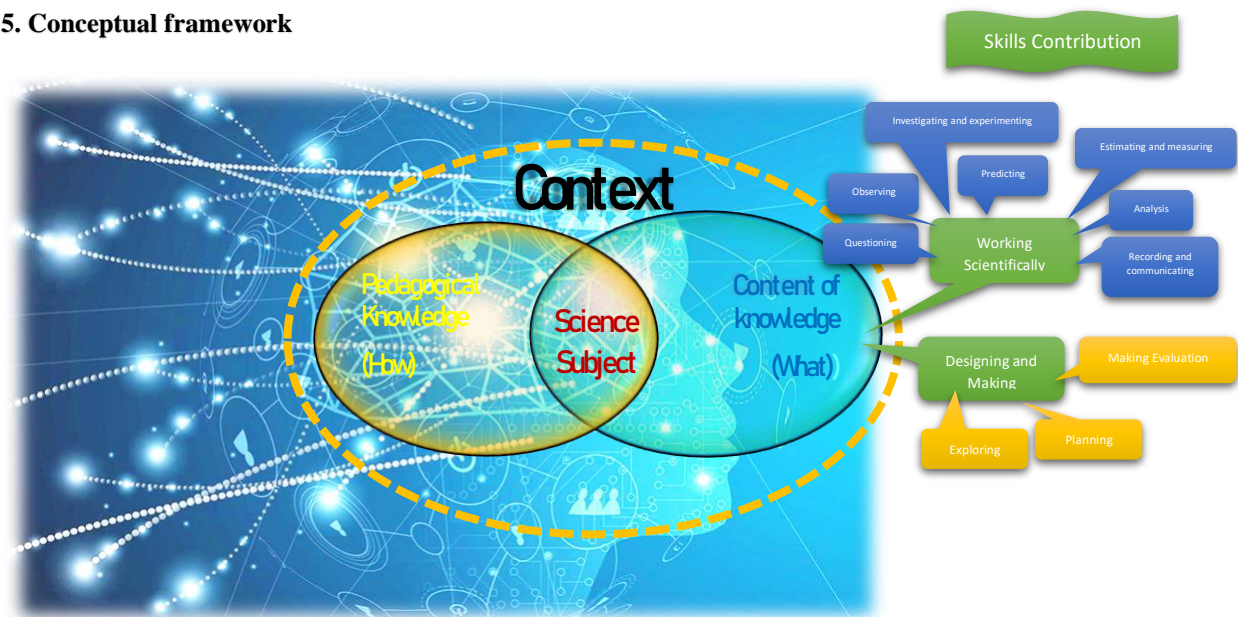 5. Conceptual framework
Skills Contribution
Investigating and experimenting
Estimating and measuring
Predicting
Observing
Analysis
Questioning
Working
Scientifically
Recording and
communicating
Context
Pedagogical
Knowledge
(How)
Science
Subject
Content of
knowledge
(What)
Designing and
Making
Making Evaluation
Exploring
Planning